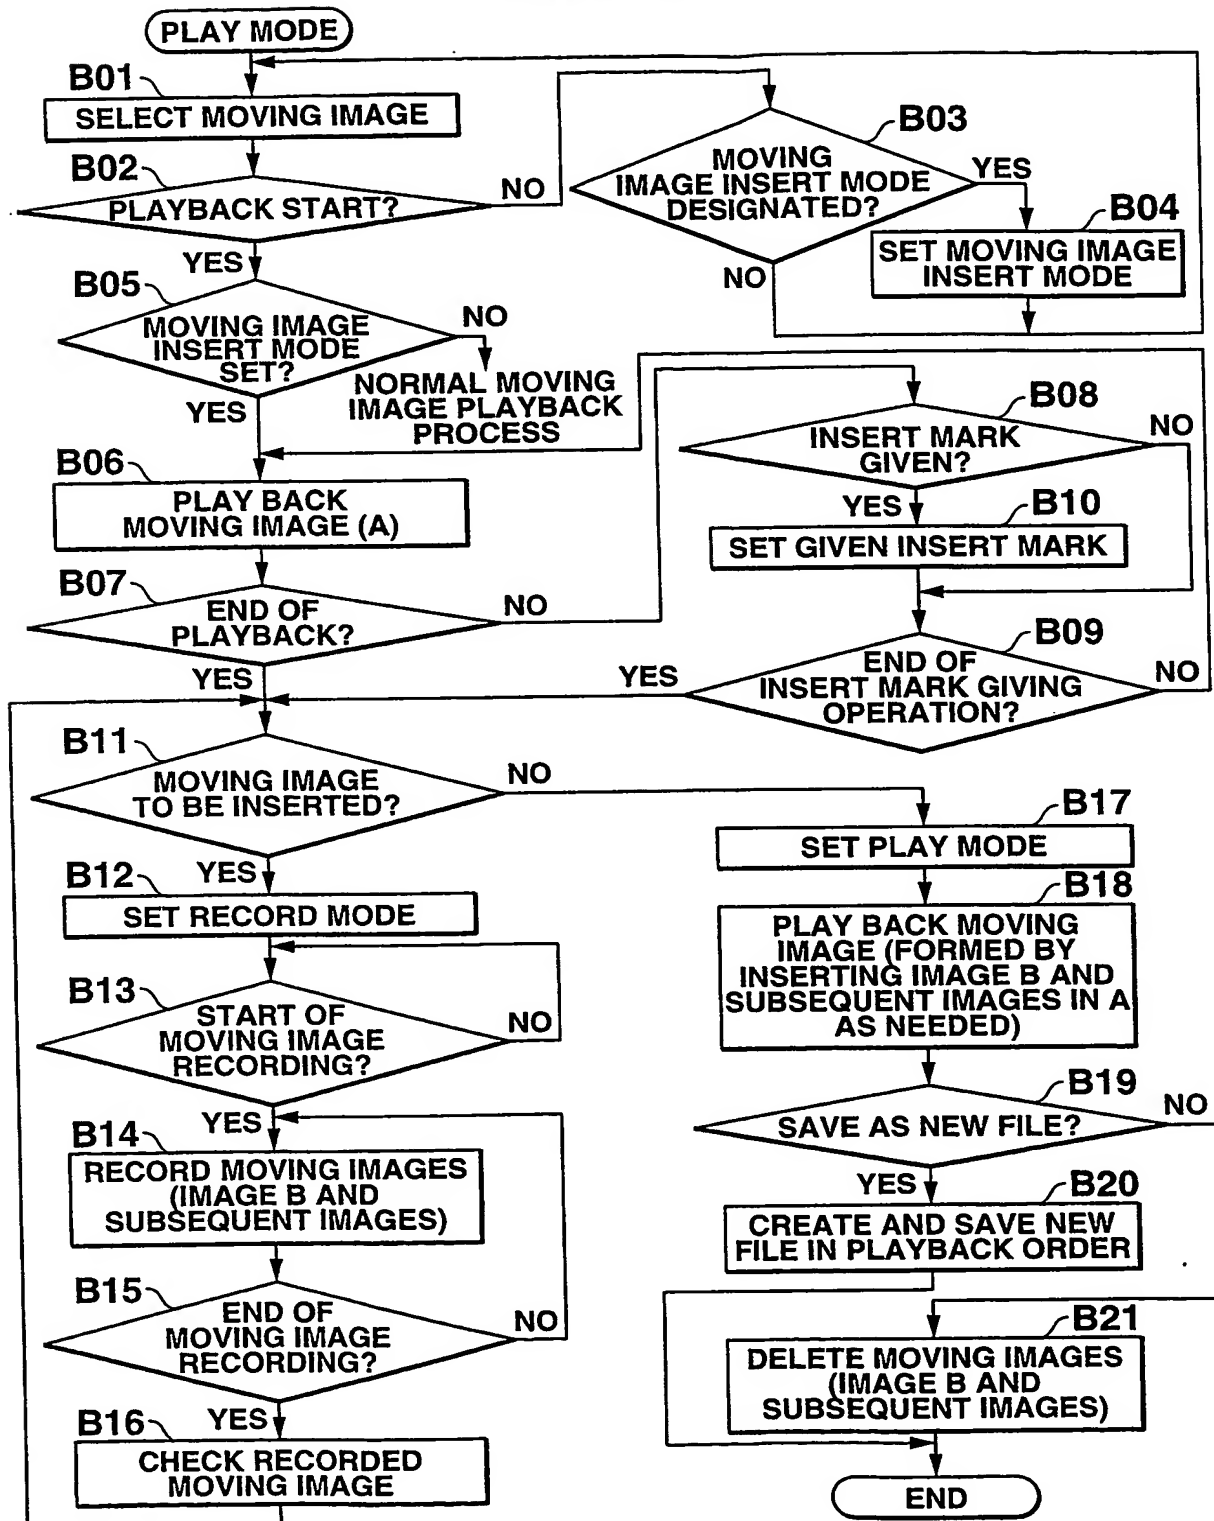 PLAY MODE
B01
SELECT MOVING IMAGE
B02
PLAYBACK START?
NO
YES
B03
MOVING
IMAGE INSERT MODE
DESIGNATED?
YES
NO
B04
SET MOVING IMAGE
INSERT MODE
B05
MOVING IMAGE
INSERT MODE
SET?
NO
YES
NORMAL MOVING
IMAGE PLAYBACK
PROCESS
B06
PLAY BACK
MOVING IMAGE (A)
B07
END OF
PLAYBACK?
NO
YES
B08
INSERT MARK
GIVEN?
NO
YES
B10
SET GIVEN INSERT MARK
B09
END OF
INSERT MARK GIVING
OPERATION?
YES
NO
B11
MOVING IMAGE
TO BE INSERTED?
NO
YES
B12
SET RECORD MODE
B13
START OF
MOVING IMAGE
RECORDING?
NO
YES
B14
RECORD MOVING IMAGES
(IMAGE B AND
SUBSEQUENT IMAGES)
B15
END OF
MOVING IMAGE
RECORDING?
NO
YES
B16
CHECK RECORDED
MOVING IMAGE
B17
SET PLAY MODE
B18
PLAY BACK MOVING
IMAGE (FORMED BY
INSERTING IMAGE B AND
SUBSEQUENT IMAGES IN A
AS NEEDED)
B19
SAVE AS NEW FILE?
NO
YES
B20
CREATE AND SAVE NEW
FILE IN PLAYBACK ORDER
B21
DELETE MOVING IMAGES
(IMAGE B AND
SUBSEQUENT IMAGES)
END